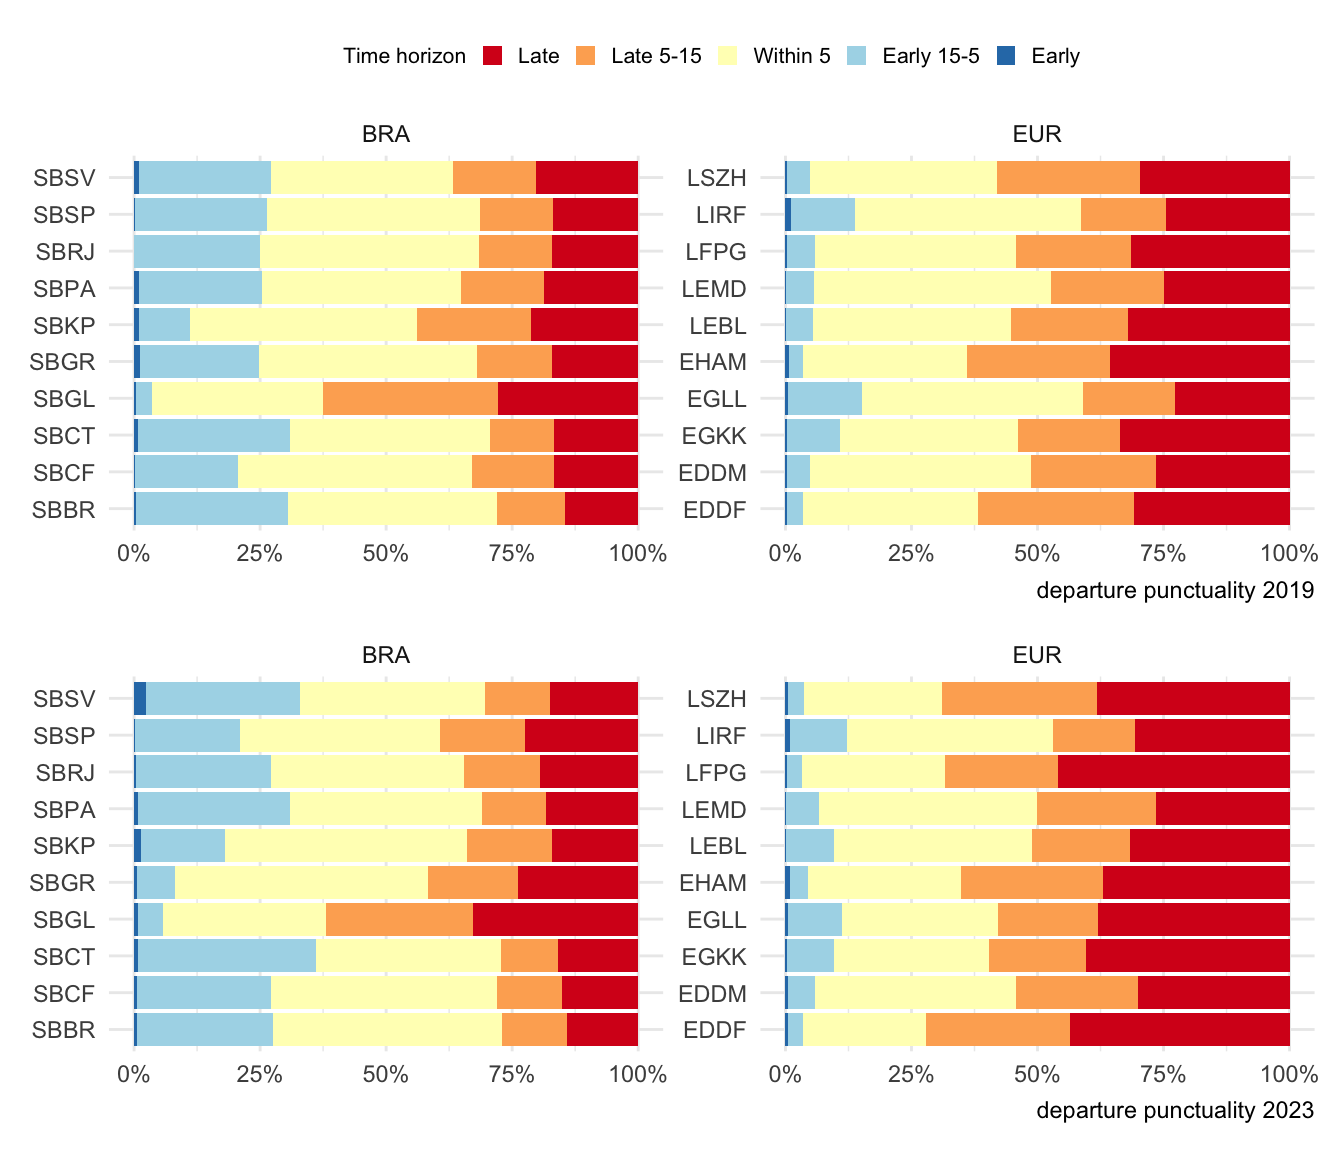 Time horizon Late Late 5-15 Within 5 Early 15-5 Early
BRA
SBSV
SBSP
SBRJ
SBPA
SBKP
SBGR
SBGL
SBCT
SBCF
SBBR
0% 25% 50% 75% 100%
EUR
LSZH
LIRF
LFPG
LEMD
LEBL
EHAM
EGLL
EGKK
EDDM
EDDF
0% 25% 50% 75% 100%
departure punctuality 2019
BRA
SBSV
SBSP
SBRJ
SBPA
SBKP
SBGR
SBGL
SBCT
SBCF
SBBR
0% 25% 50% 75% 100%
EUR
LSZH
LIRF
LFPG
LEMD
LEBL
EHAM
EGLL
EGKK
EDDM
EDDF
0% 25% 50% 75% 100%
departure punctuality 2023